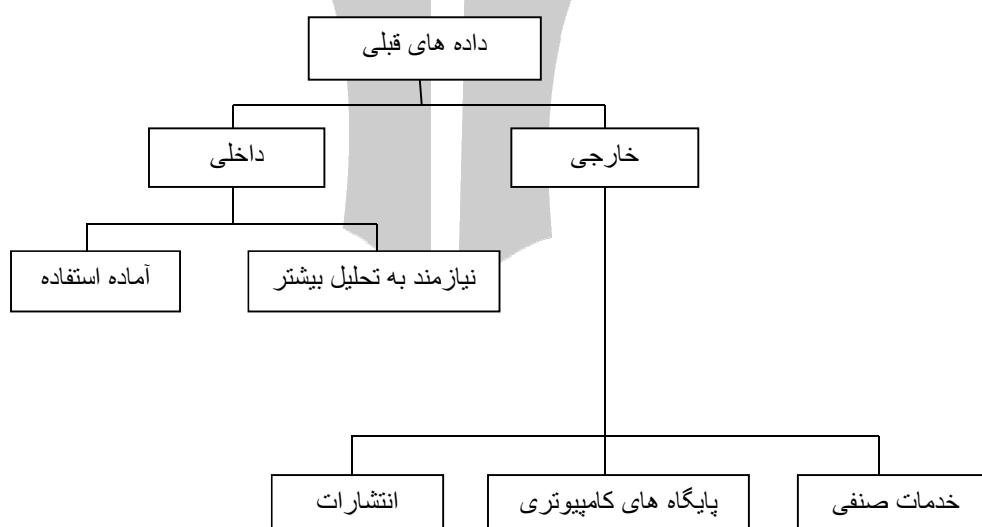 داده های قبلی
خارجی
داخلی
نیازمند به تحلیل بیشتر
آماده استفاده
خدمات صنفی
پایگاه های کامپیوتری
انتشارات